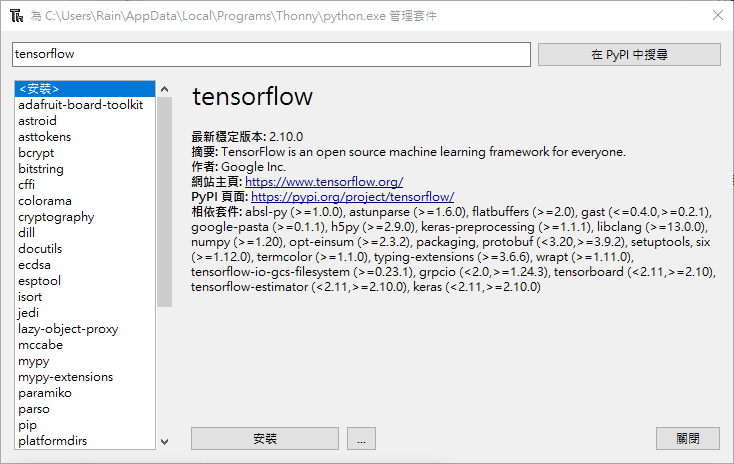 為 C:\Users\Rain\AppData\Local\Programs\Thonny\python.exe 管理套件
tensorflow
在 PyPI 中搜尋
<安裝>
adafruit-board-toolkit
astroid
asttokens
bcrypt
bitstring
cffi
colorama
cryptography
dill
docutils
ecdsa
esptool
isort
jedi
lazy-object-proxy
mccabe
mypy
mypy-extensions
paramiko
parso
pip
platformdirs
tensorflow
最新穩定版本: 2.10.0
摘要: TensorFlow is an open source machine learning framework for everyone.
作者: Google Inc.
網站主頁: https://www.tensorflow.org/
PyPI 頁面: https://pypi.org/project/tensorflow/
相依套件: absl-py (>=1.0.0), astunparse (>=1.6.0), flatbuffers (>=2.0), gast (<=0.4.0,>=0.2.1),
google-pasta (>=0.1.1), h5py (>=2.9.0), keras-preprocessing (>=1.1.1), libclang (>=13.0.0),
numpy (>=1.20), opt-einsum (>=2.3.2), packaging, protobuf (<3.20,>=3.9.2), setuptools, six
(>=1.12.0), termcolor (>=1.1.0), typing-extensions (>=3.6.6), wrapt (>=1.11.0),
tensorflow-io-gcs-filesystem (>=0.23.1), grpcio (<2.0,>=1.24.3), tensorboard (<2.11,>=2.10),
tensorflow-estimator (<2.11,>=2.10.0), keras (<2.11,>=2.10.0)
安裝
...
關閉